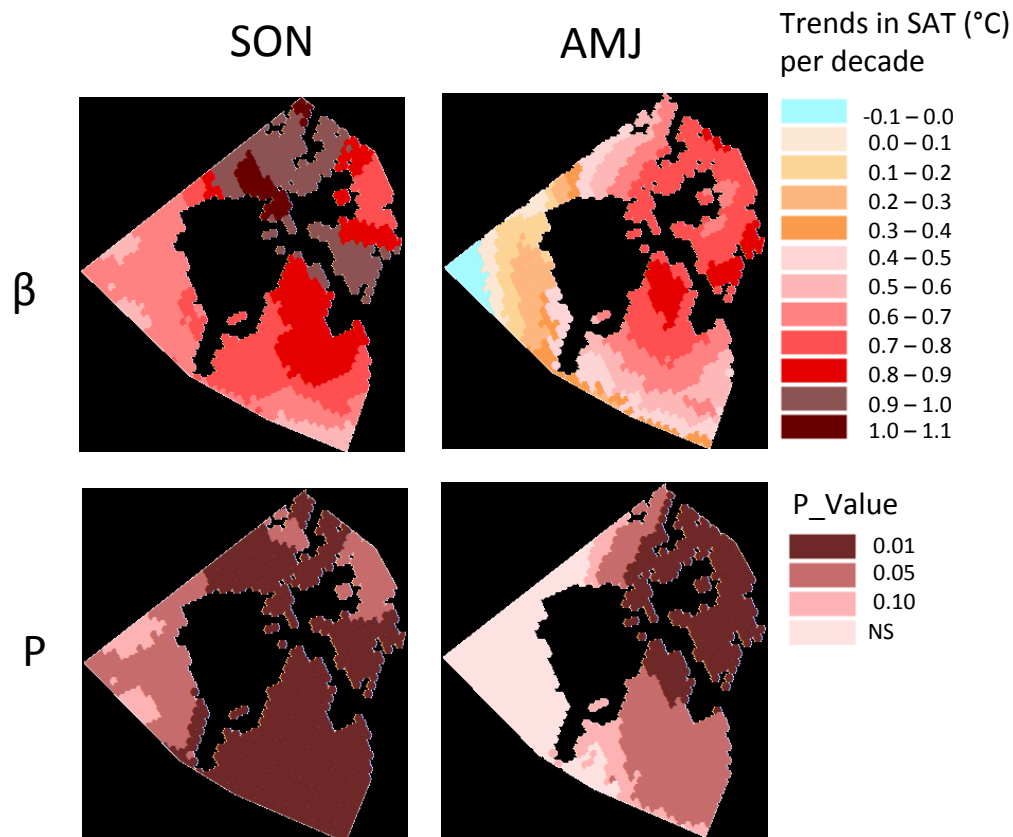 SON
AMJ
Trends in SAT (°C)
per decade
-0.1 – 0.0
0.0 – 0.1
0.1 – 0.2
0.2 – 0.3
0.3 – 0.4
0.4 – 0.5
0.5 – 0.6
0.6 – 0.7
0.7 – 0.8
0.8 – 0.9
0.9 – 1.0
1.0 – 1.1
β
P_Value
0.01
0.05
0.10
NS
P